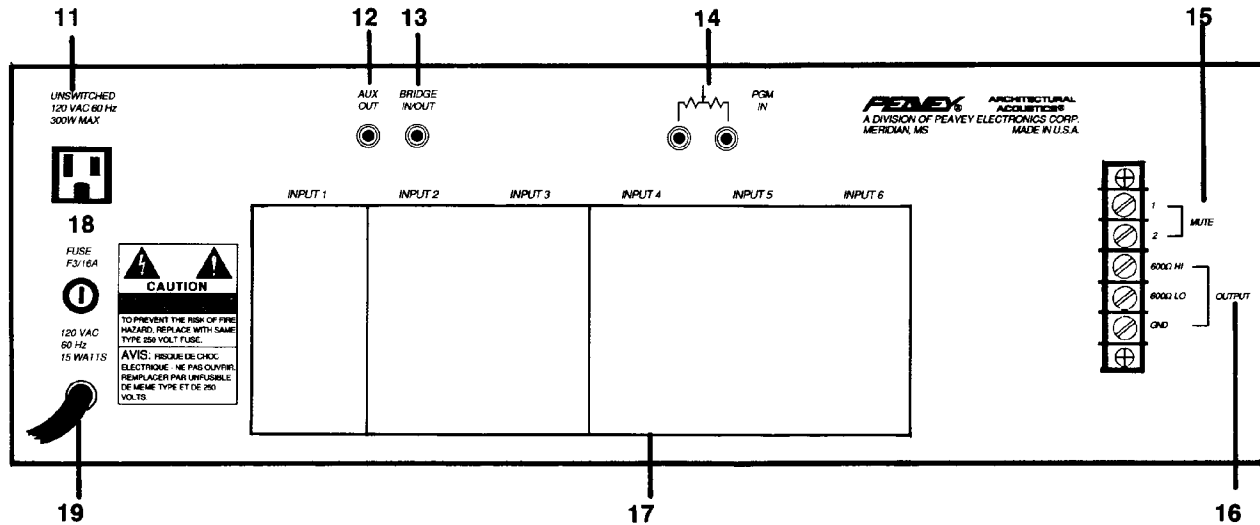 11
12
13
14
15
UNSWITCHED
120 VAC 60 Hz
300W MAX
AUX
OUT
BRIDGE
IN/OUT
PGM
IN
PEAVEY®
ARCHITECTURAL
ACOUSTICS®
A DIVISION OF PEAVEY ELECTRONICS CORP.
MERIDIAN, MS MADE IN U.S.A.
INPUT 1
INPUT 2
INPUT 3
INPUT 4
INPUT 5
INPUT 6
1
2
MUTE
600Ω HI
600Ω LO
GND
OUTPUT
18
FUSE
F3/16A
120 VAC
60 Hz
15 WATTS
CAUTION
TO PREVENT THE RISK OF FIRE
HAZARD, REPLACE WITH SAME
TYPE 250 VOLT FUSE.
AVIS: RISQUE DE CHOC
ELECTRIQUE - NE PAS OUVRIR.
REMPLACER PAR UNFUSIBLE
DE MEME TYPE ET DE 250
VOLTS.
19
17
16